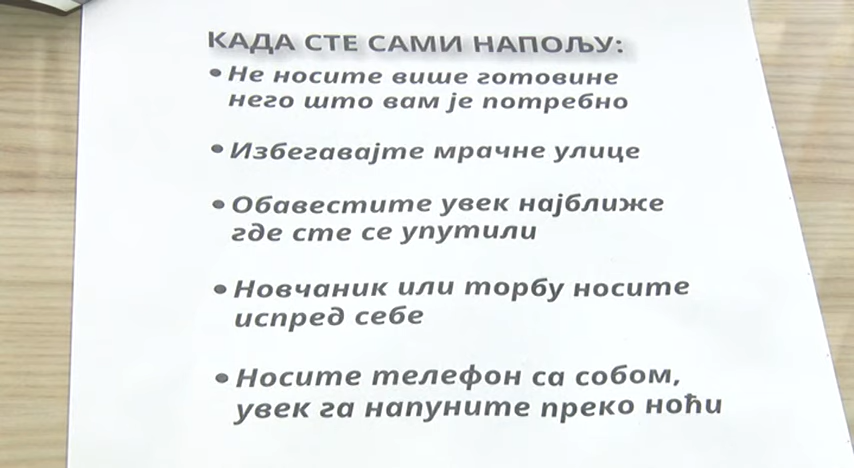 КАДА СТЕ САМИ НАПОЉУ:
• Не носите више готовине
него што вам је потребно
• Избегавајте мрачне улице
• Обавестите увек најближе
где сте се упутили
• Новчаник или торбу носите
испред себе
• Носите телефон са собом,
увек га напуните преко ноћи